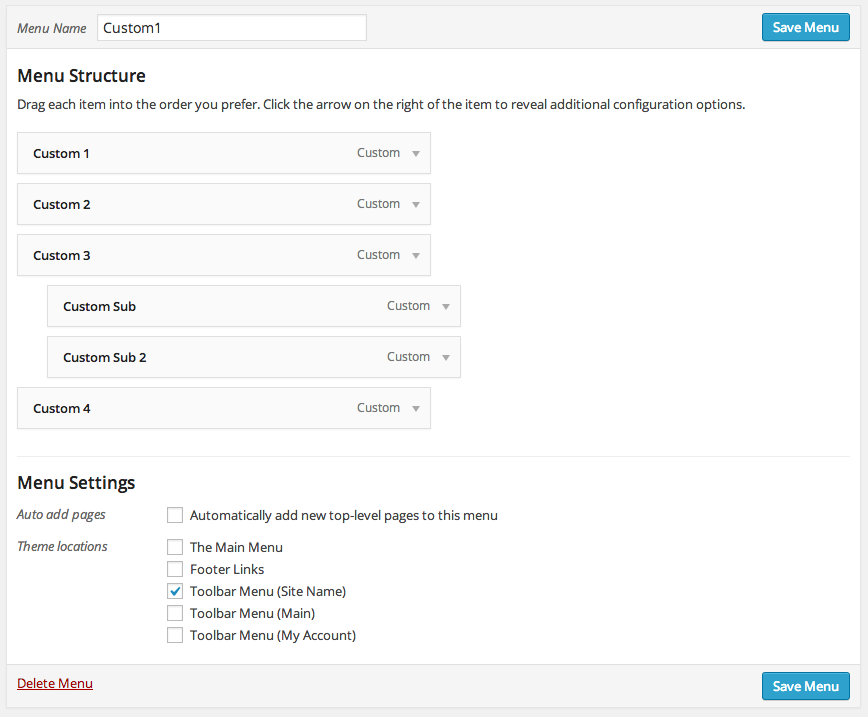 Menu Name Custom1 Save Menu
Menu Structure
Drag each item into the order you prefer. Click the arrow on the right of the item to reveal additional configuration options.
Custom 1 Custom
Custom 2 Custom
Custom 3 Custom
Custom Sub Custom
Custom Sub 2 Custom
Custom 4 Custom
Menu Settings
Auto add pages Automatically add new top-level pages to this menu
Theme locations The Main Menu
Footer Links
Toolbar Menu (Site Name)
Toolbar Menu (Main)
Toolbar Menu (My Account)
Delete Menu Save Menu